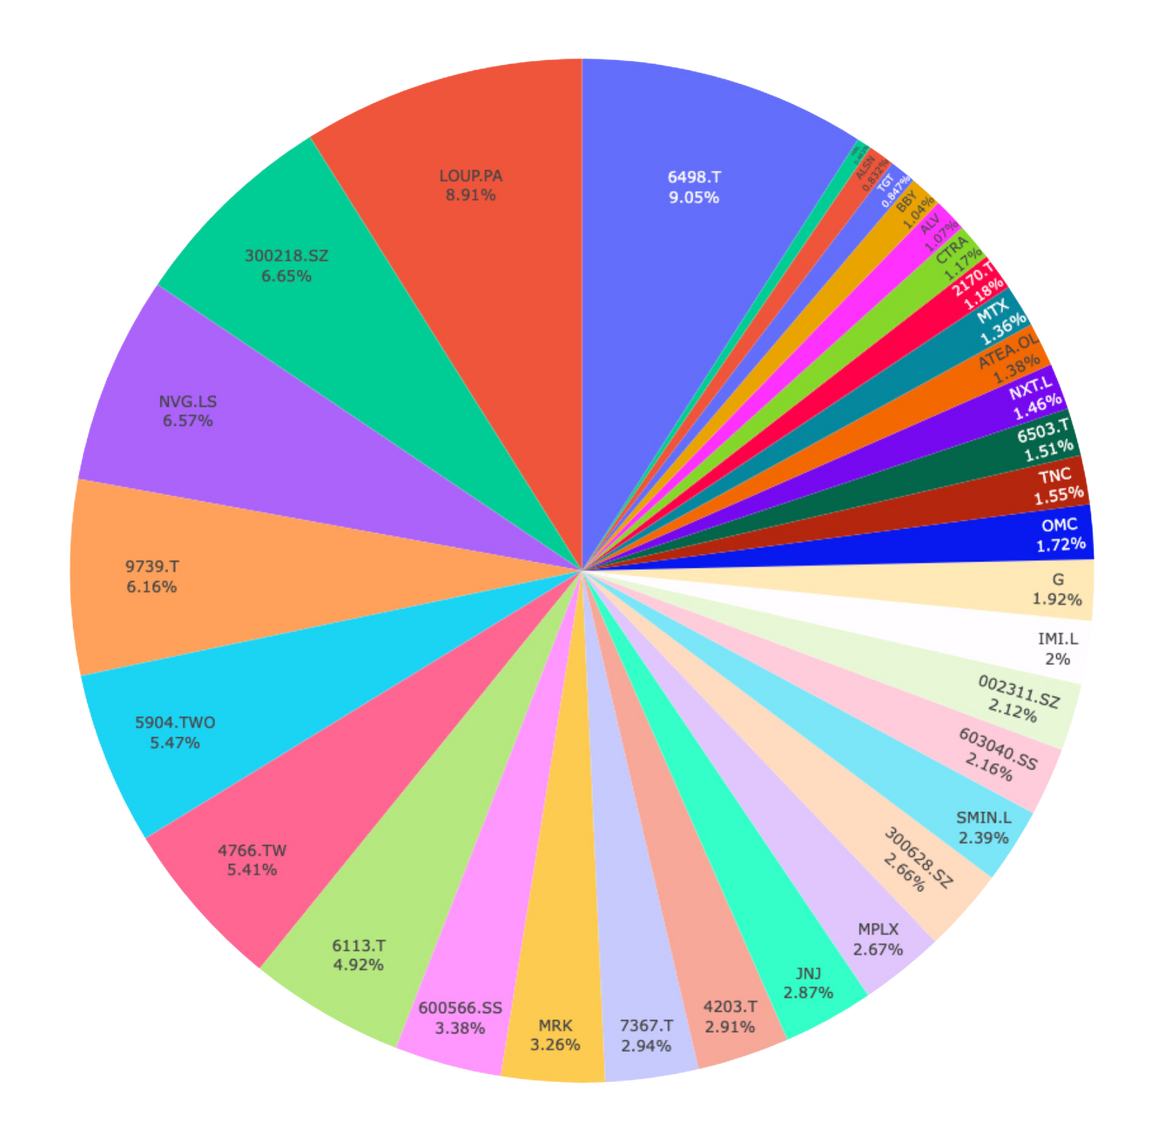 6498.T
9.05%
ALSN
0.832%
TGT
0.847%
BBY
1.04%
ALV
1.07%
CTRA
1.17%
2170.T
1.18%
MTX
1.36%
ATEA.OL
1.38%
NXT.L
1.46%
6503.T
1.51%
TNC
1.55%
OMC
1.72%
G
1.92%
IMI.L
2%
002311.SZ
2.12%
603040.SS
2.16%
SMIN.L
2.39%
300628.SZ
2.66%
MPLX
2.67%
JNJ
2.87%
4203.T
2.91%
7367.T
2.94%
MRK
3.26%
600566.SS
3.38%
6113.T
4.92%
4766.TW
5.41%
5904.TWO
5.47%
9739.T
6.16%
NVG.LS
6.57%
300218.SZ
6.65%
LOUP.PA
8.91%